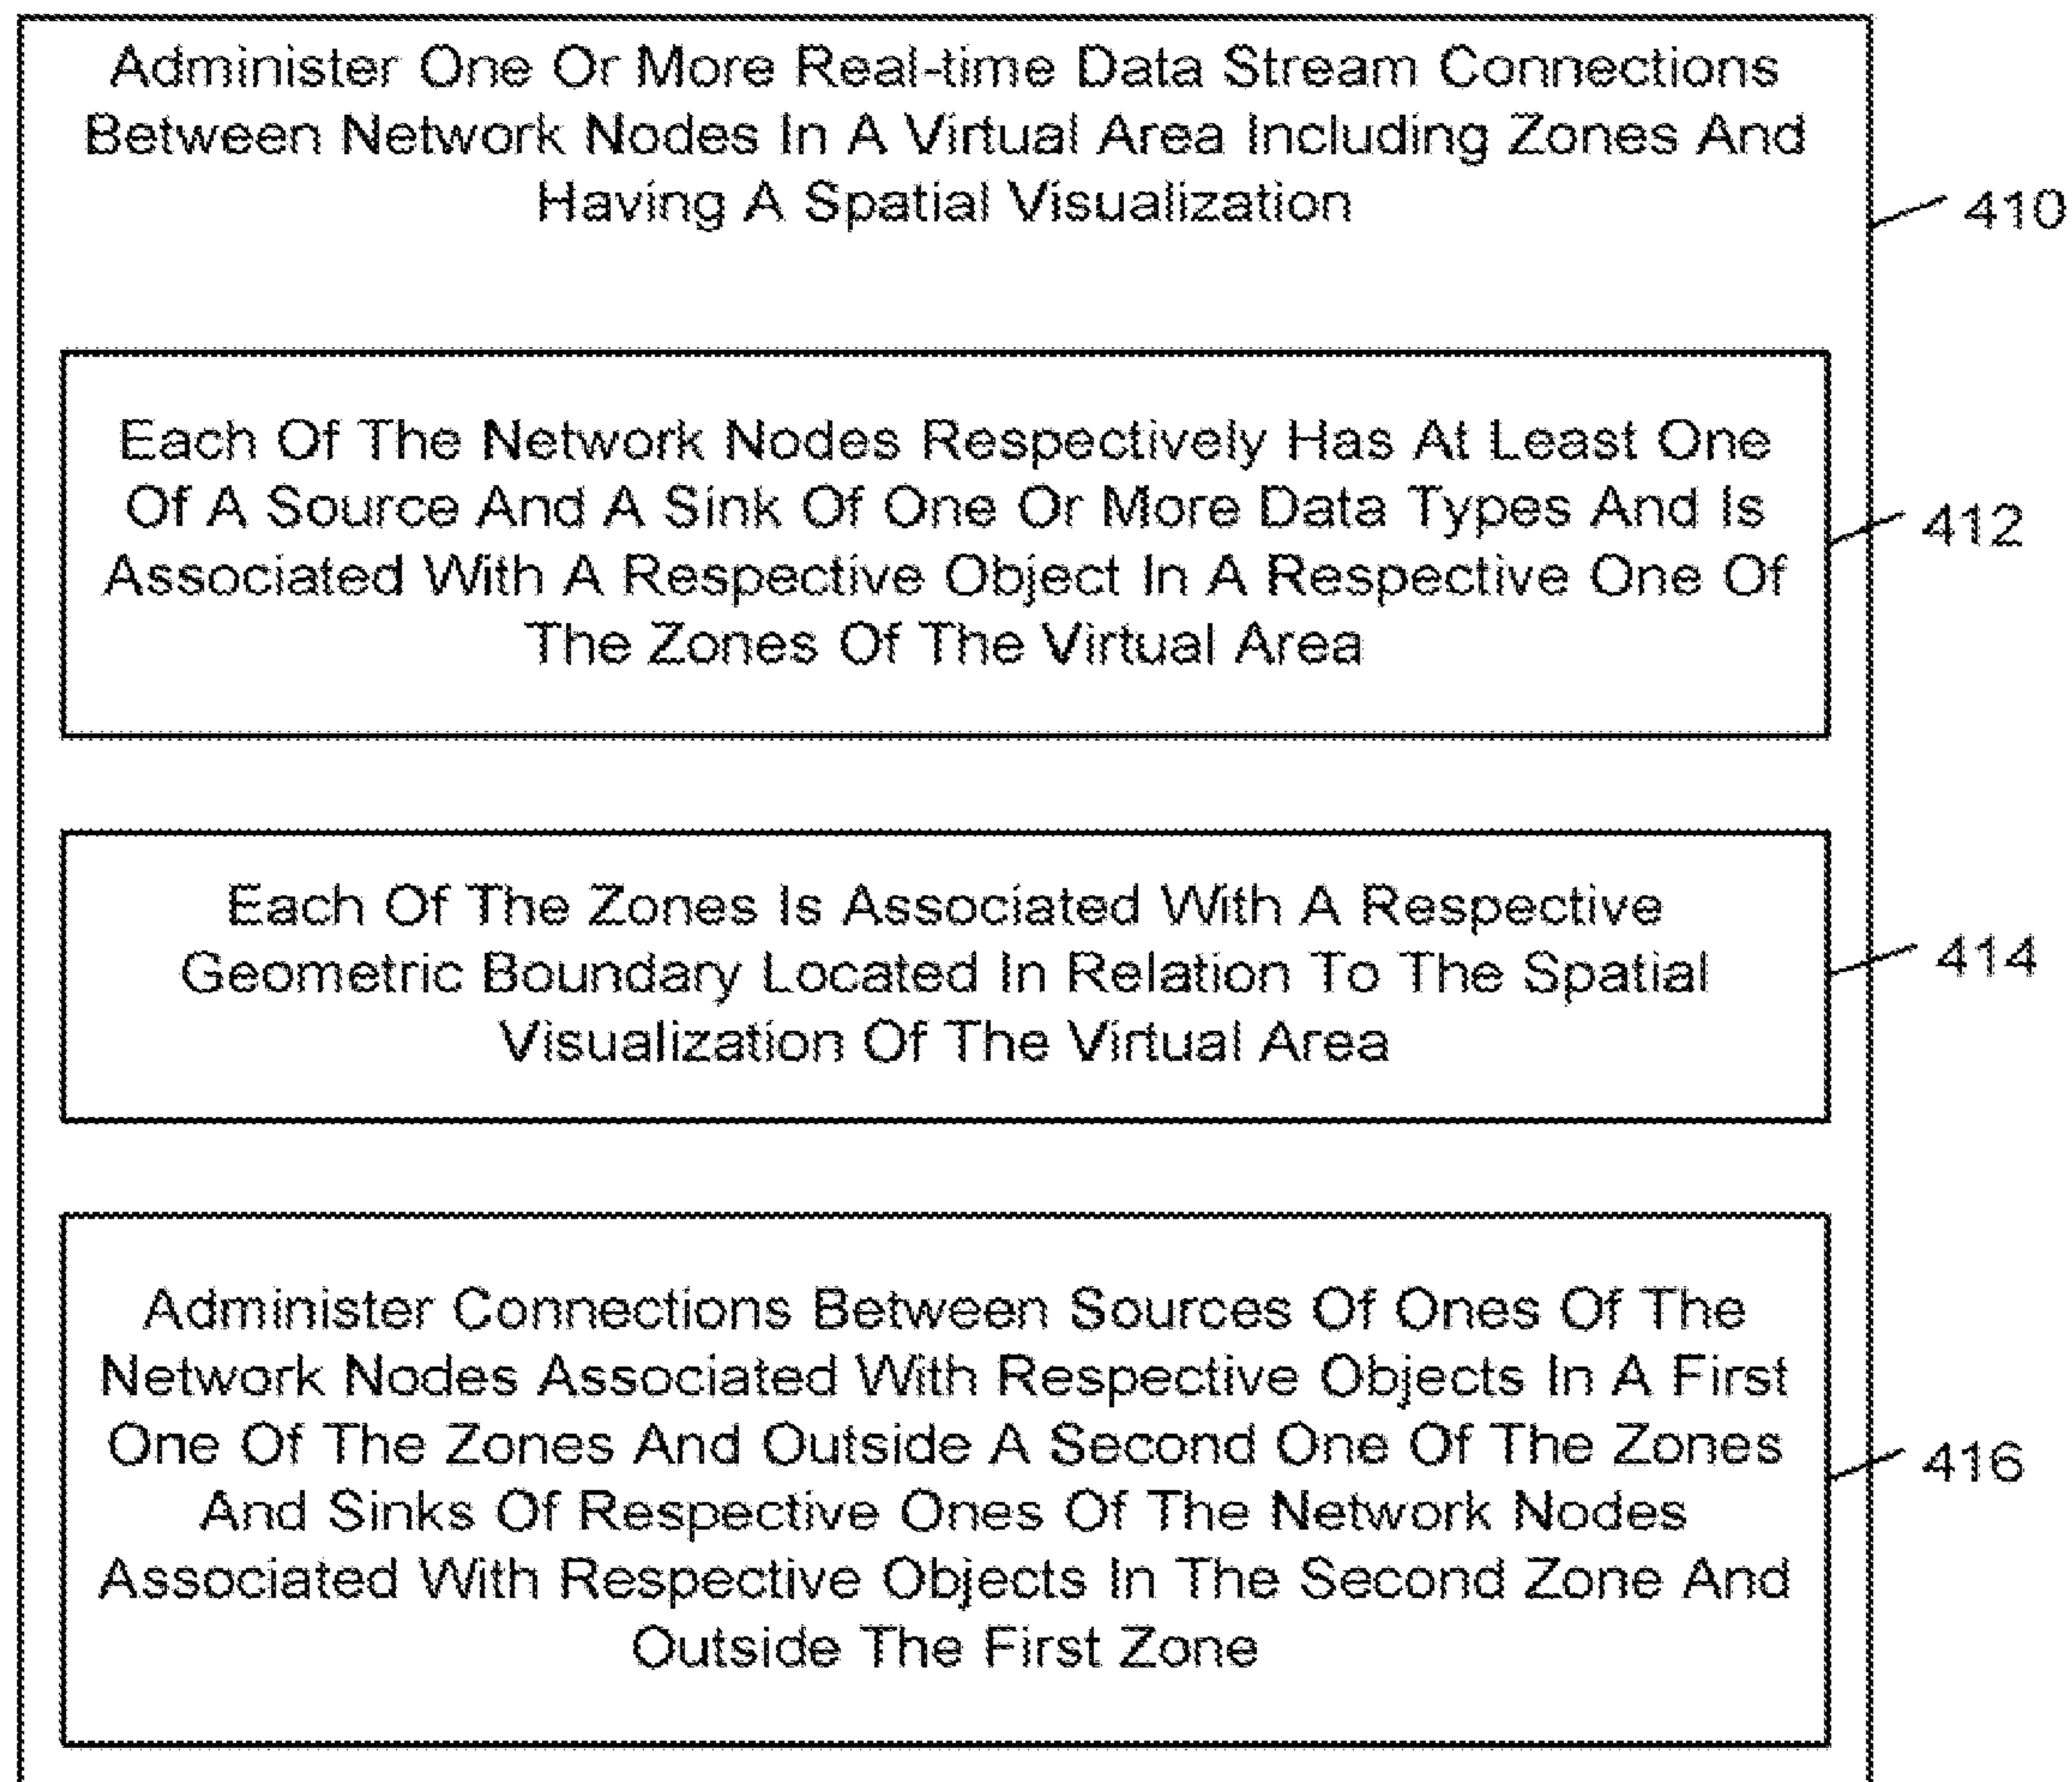 Administer One Or More Real-time Data Stream Connections
Between Network Nodes In A Virtual Area Including Zones And
Having A Spatial Visualization
410
Each Of The Network Nodes Respectively Has At Least One
Of A Source And A Sink Of One Or More Data Types And Is
Associated With A Respective Object In A Respective One Of
The Zones Of The Virtual Area
412
Each Of The Zones Is Associated With A Respective
Geometric Boundary Located In Relation To The Spatial
Visualization Of The Virtual Area
414
Administer Connections Between Sources Of Ones Of The
Network Nodes Associated With Respective Objects In A First
One Of The Zones And Outside A Second One Of The Zones
And Sinks Of Respective Ones Of The Network Nodes
Associated With Respective Objects In The Second Zone And
Outside The First Zone
416